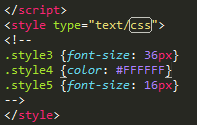 </script>
<style type="text/css">
<!--
.style3 {font-size: 36px}
.style4 {color: #FFFFFF}
.style5 {font-size: 16px}
-->
</style>